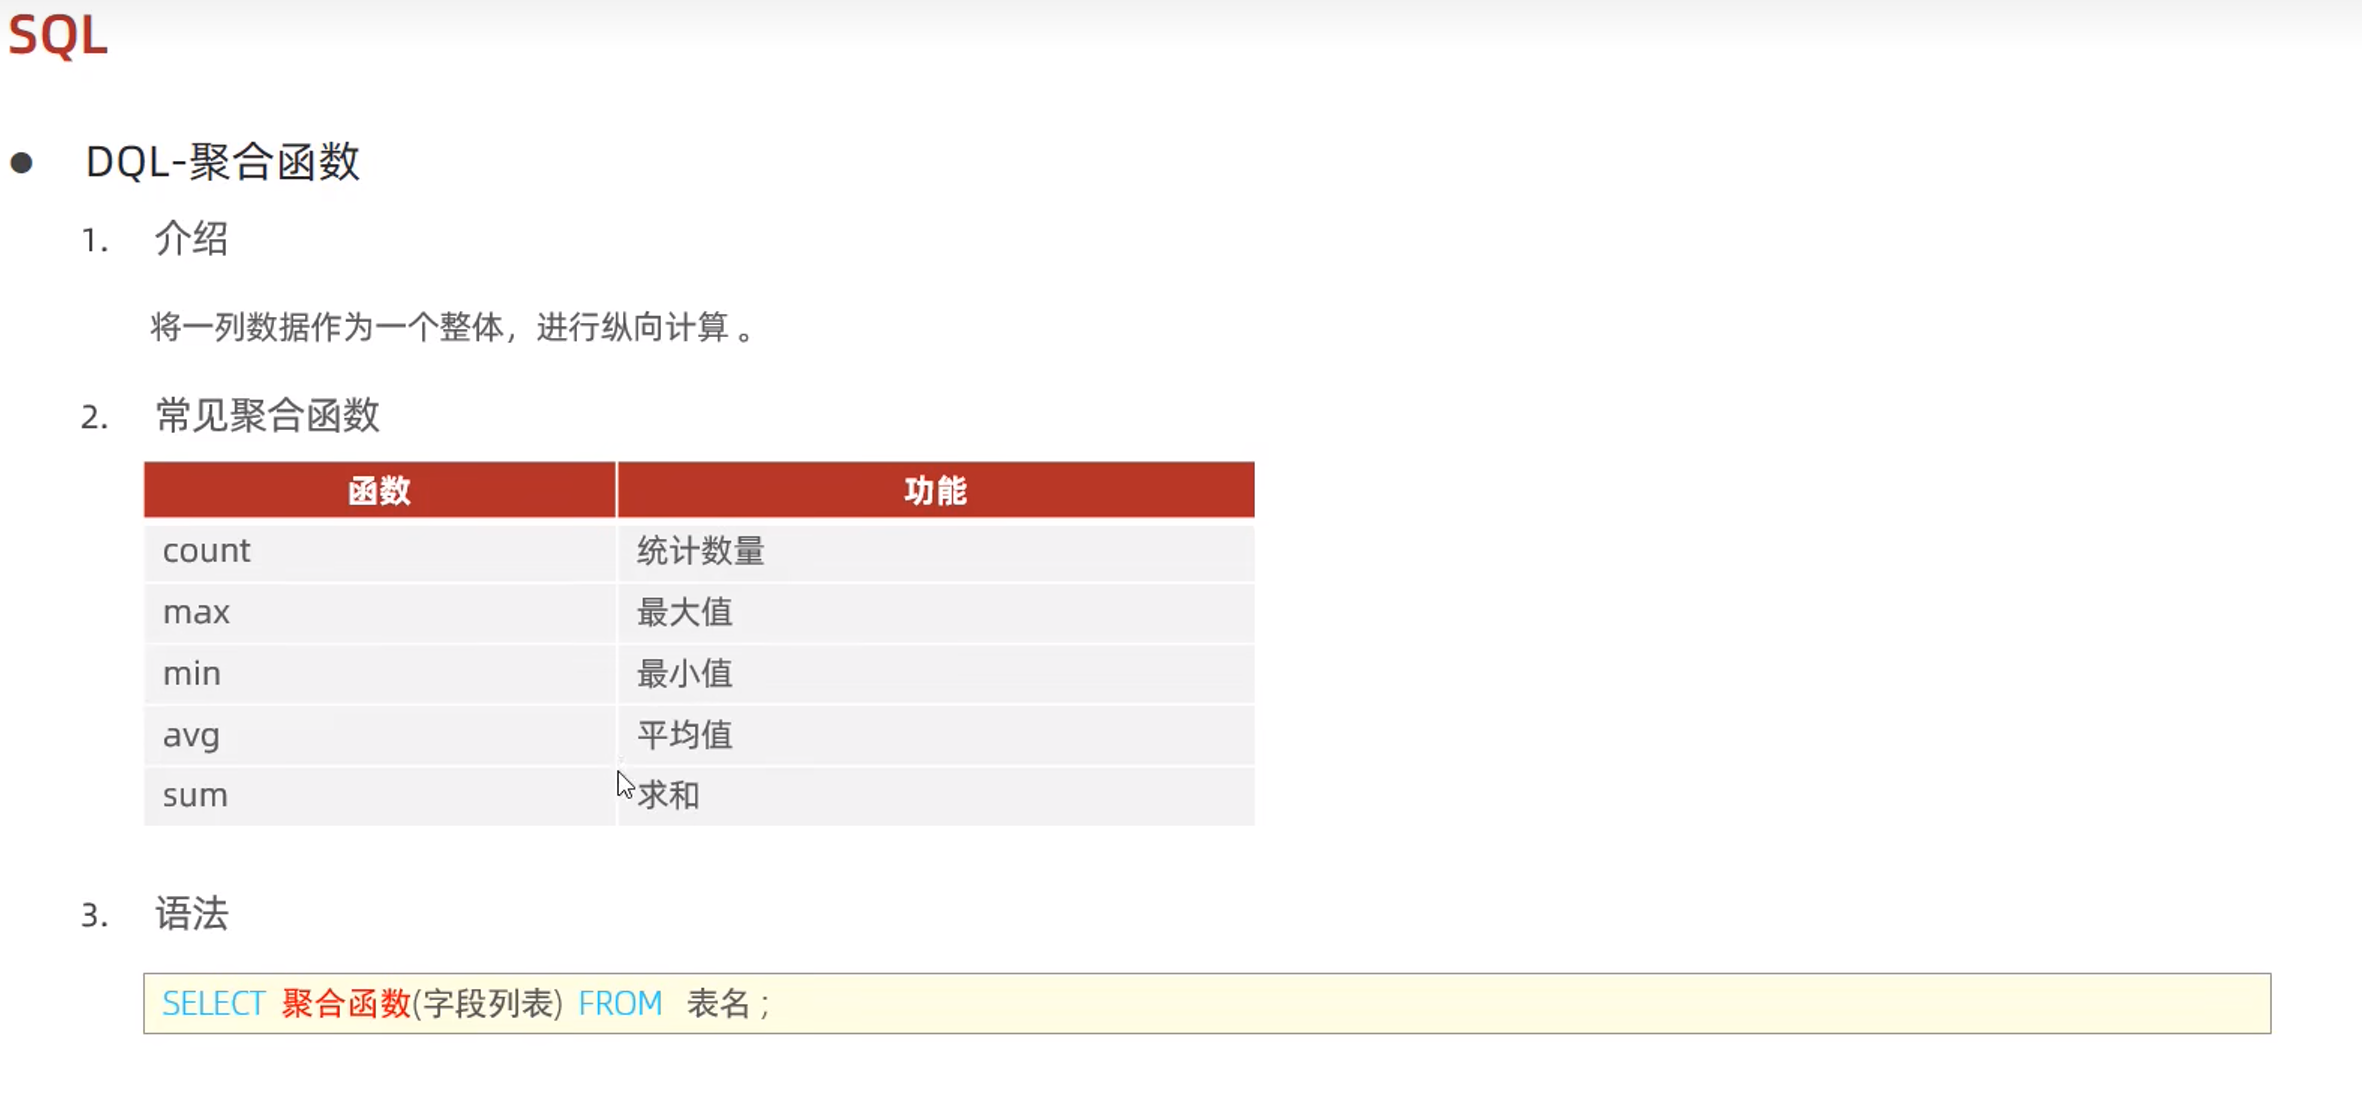 SQL
● DQL-聚合函数
1. 介绍
将一列数据作为一个整体，进行纵向计算 。
2. 常见聚合函数
函数 功能
count 统计数量
max 最大值
min 最小值
avg 平均值
sum 求和
3. 语法
SELECT 聚合函数(字段列表) FROM 表名 ;